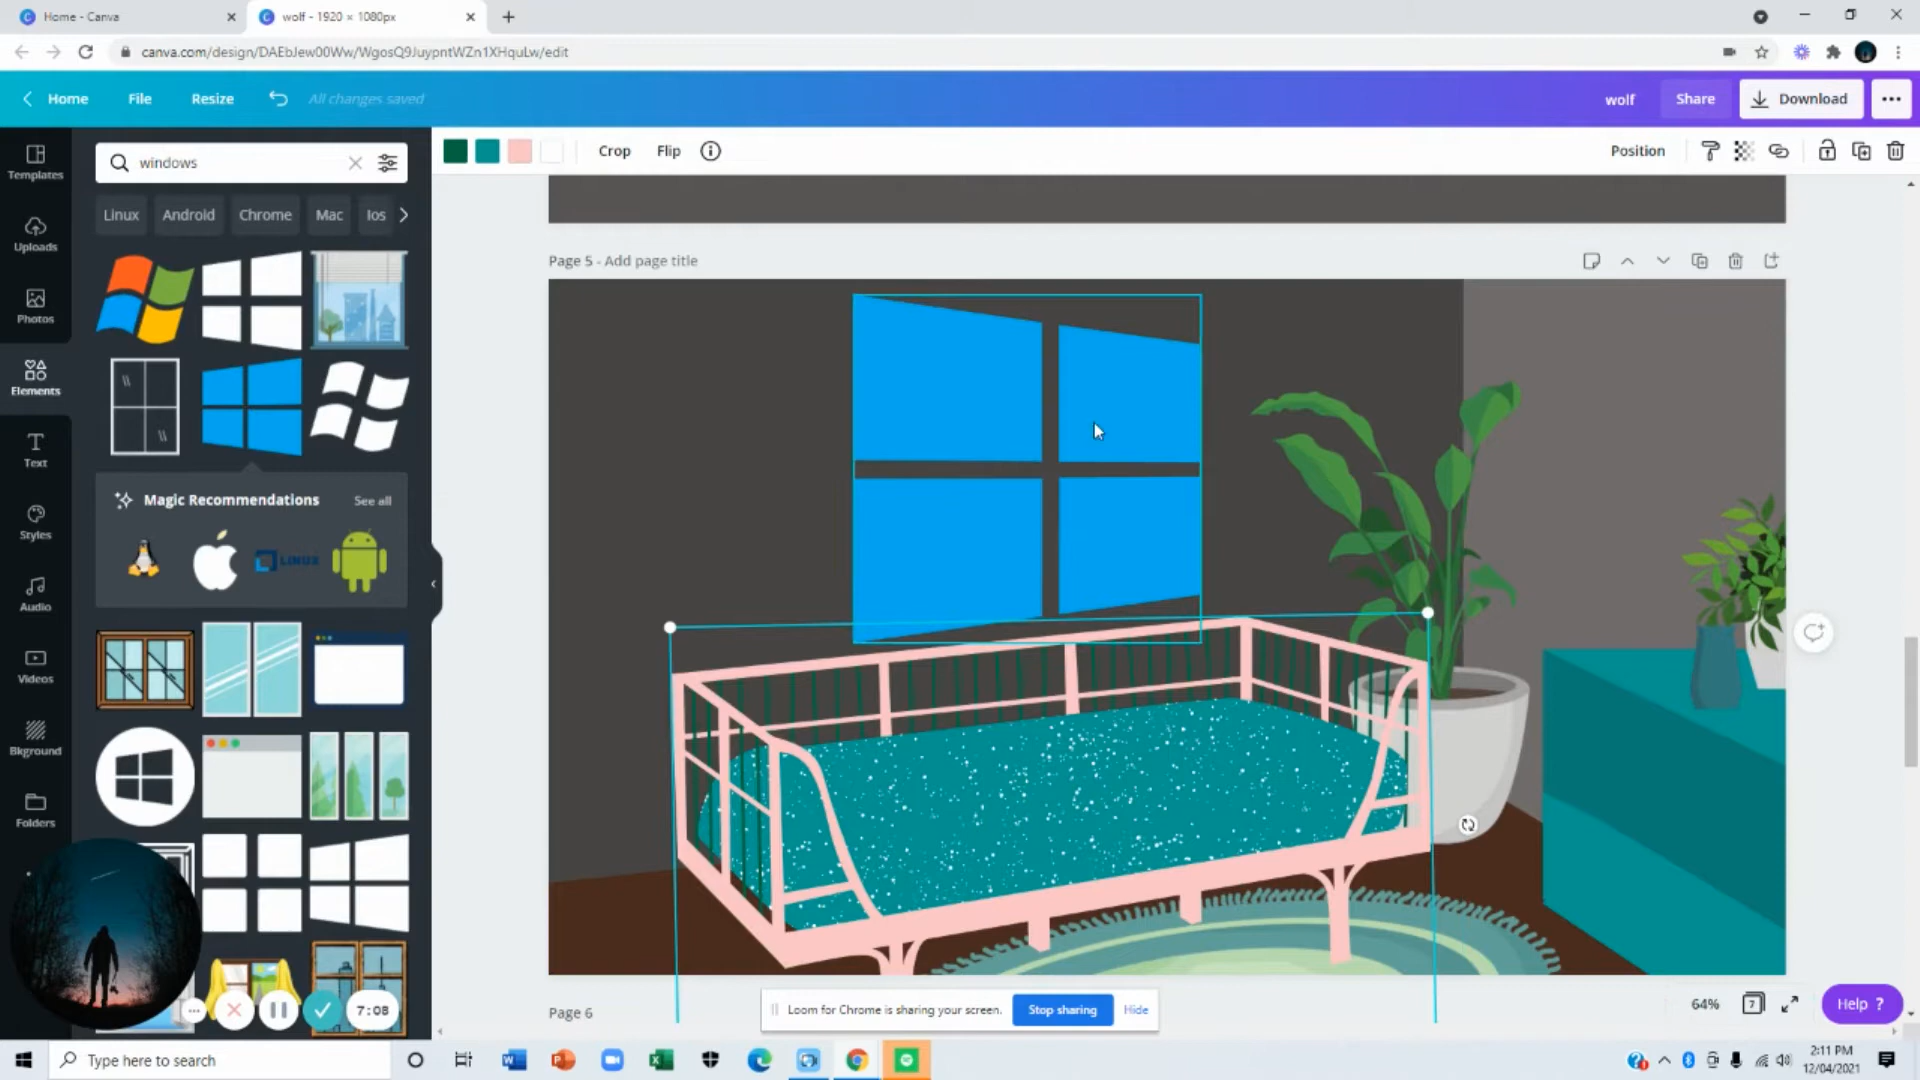 Home - Canva
wolf - 1920 × 1080px
canva.com/design/DAEbJew00Ww/WgosQ9JuypntWZn1XHquLw/edit
Home
File
Resize
All changes saved
wolf
Share
Download
windows
Crop
Flip
Position
Templates
Uploads
Photos
Elements
Text
Styles
Audio
Videos
Bkground
Folders
Linux
Android
Chrome
Mac
Ios
Magic Recommendations
See all
LINUX
Page 5 - Add page title
Page 6
7:08
Loom for Chrome is sharing your screen.
Stop sharing
Hide
64%
7
Help ?
Type here to search
2:11 PM
12/04/2021